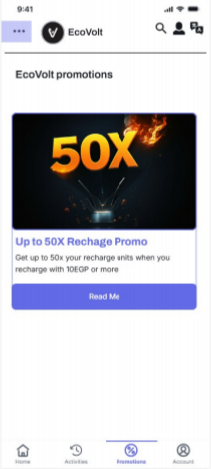 9:41
EcoVolt
EcoVolt promotions
50X
Up to 50X Rechage Promo
Get up to 50x your recharge snits when you
recharge with 10EGP or more
Read Me
Home
Activities
Promotions
Account